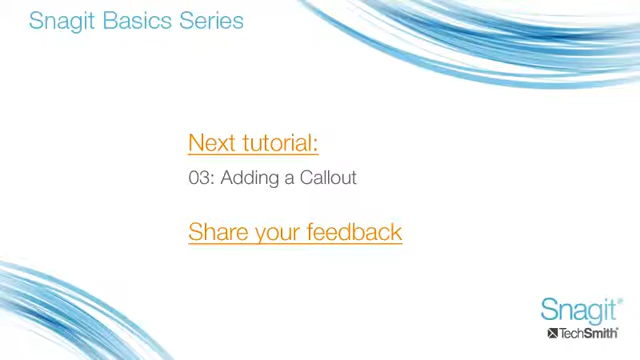 Snagit Basics Series
Next tutorial:
03: Adding a Callout
Share your feedback
Snagit®
TechSmith®